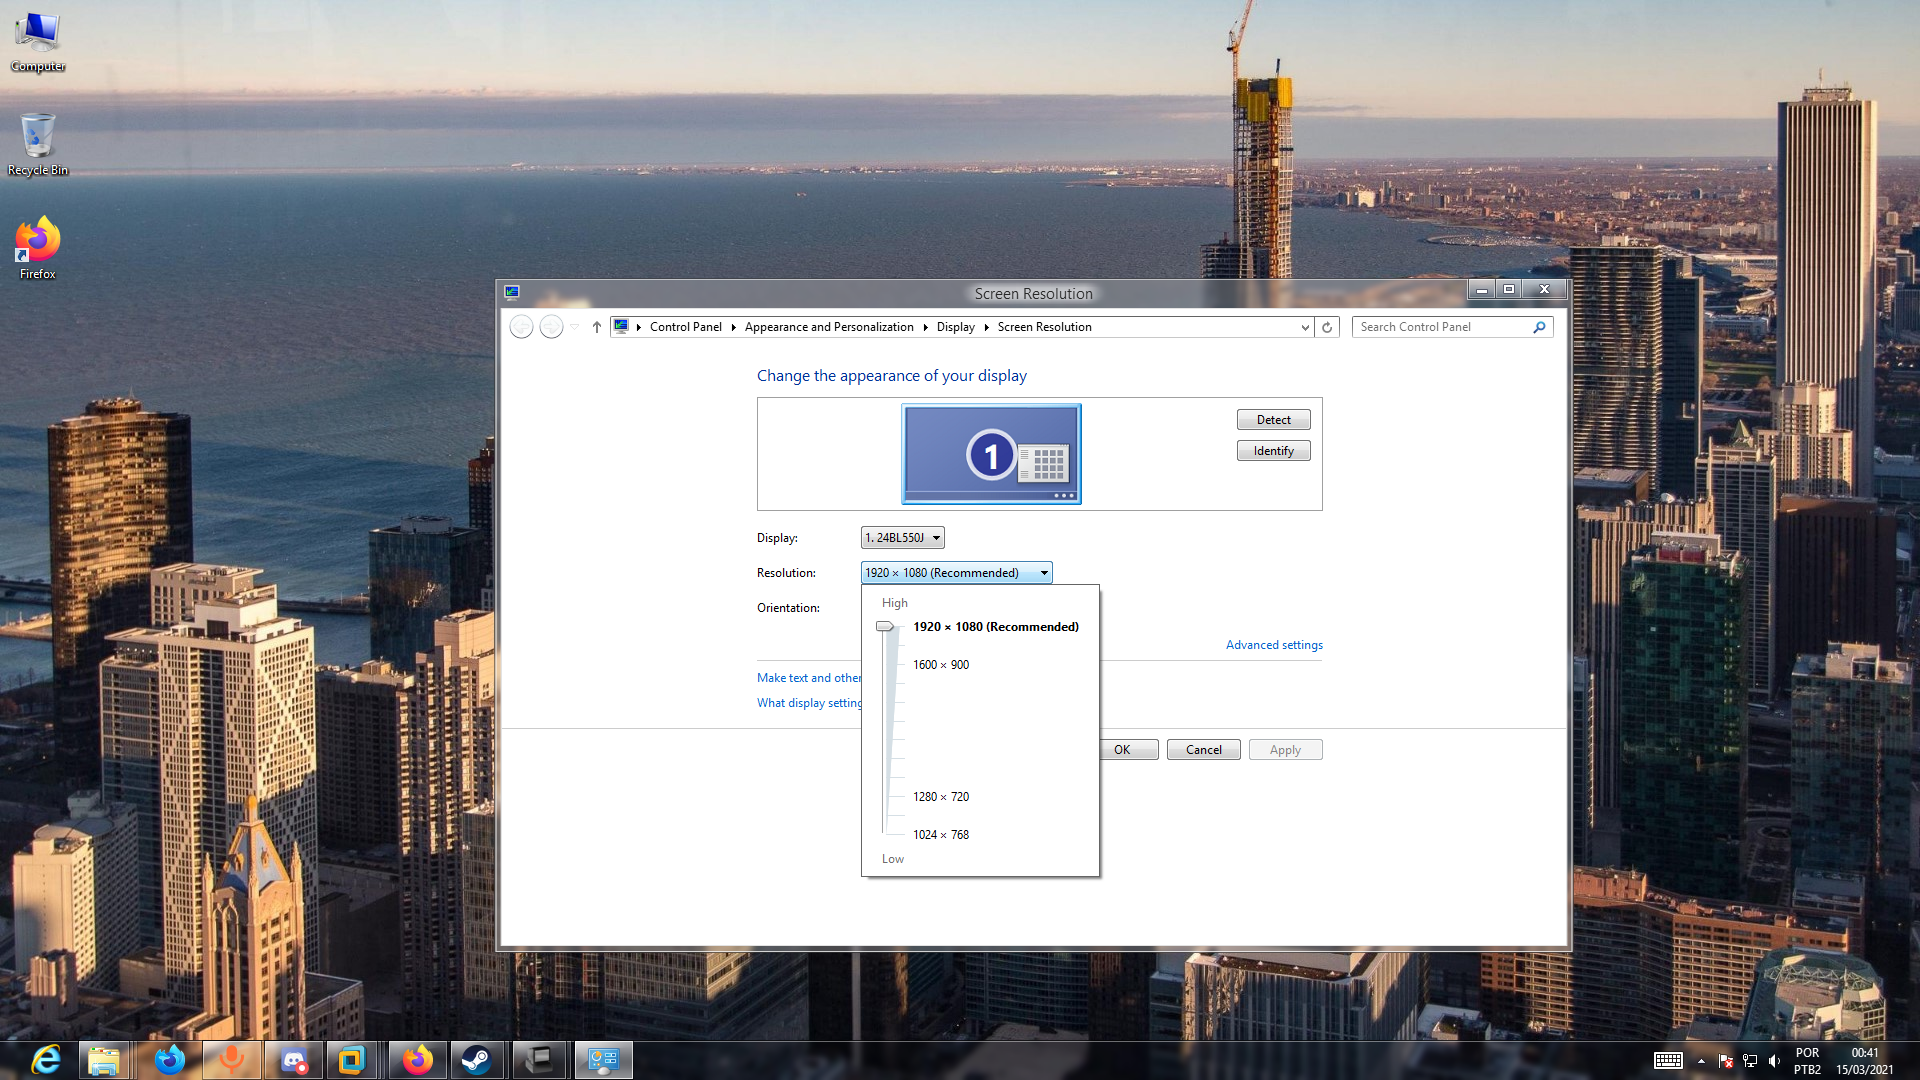 Computer
Recycle Bin
Firefox
Screen Resolution
Control Panel
Appearance and Personalization
Display
Screen Resolution
Search Control Panel
Change the appearance of your display
1
Detect
Identify
Display:
1. 24BL550J
Resolution:
1920 × 1080 (Recommended)
Orientation:
High
1920 × 1080 (Recommended)
1600 × 900
1280 × 720
1024 × 768
Low
Advanced settings
Make text and other
What display setting
OK
Cancel
Apply
POR
PTB2
00:41
15/03/2021